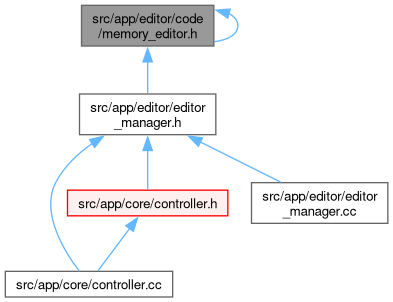 src/app/editor/code
/memory_editor.h
src/app/editor/editor
_manager.h
src/app/core/controller.h
src/app/editor/editor
_manager.cc
src/app/core/controller.cc